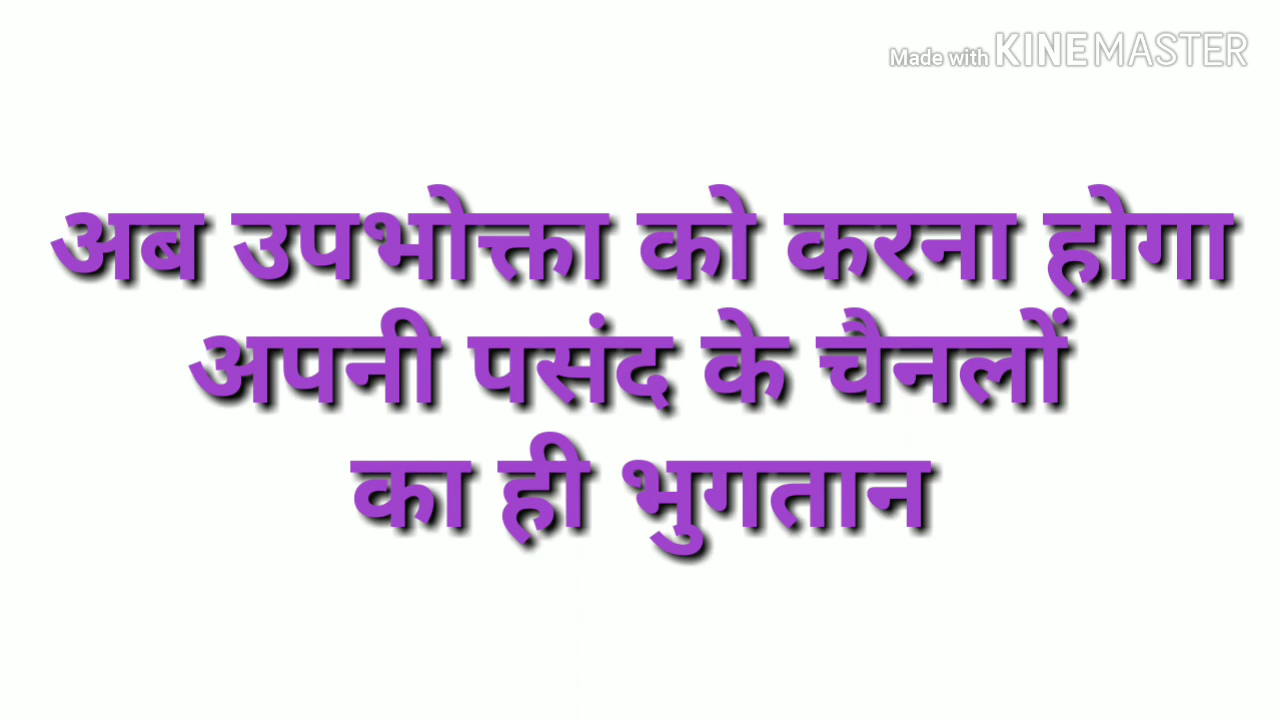 Made with KINEMASTER
अब उपभोक्ता को करना होगा
अपनी पसंद के चैनलों
का ही भुगतान